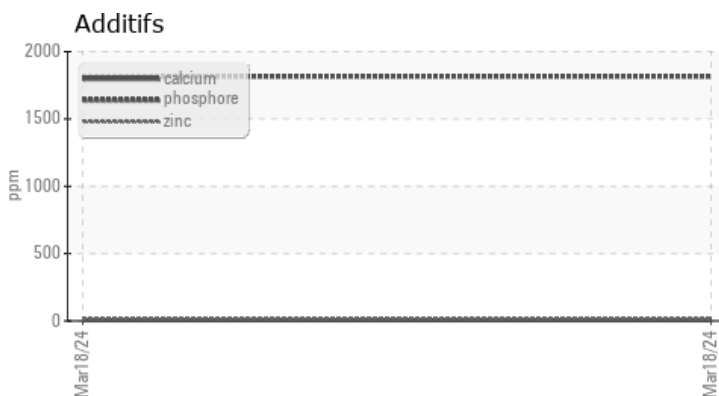 Additifs
2000
calcium
phosphore
zinc
1500
ppm
1000
500
0
Mar18/24
Mar18/24